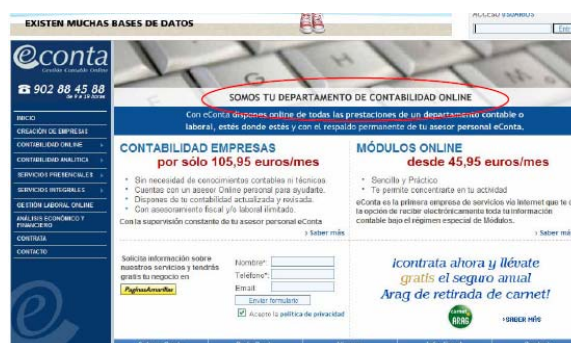 EXISTEN MUCHAS BASES DE DATOS
ACCESO USUARIOS
econta
Gestión Contable Online
902 88 45 88
de 9 a 19 horas
SOMOS TU DEPARTAMENTO DE CONTABILIDAD ONLINE
Con eConta dispones online de todas las prestaciones de un departamento contable o
laboral, estés donde estés y con el respaldo permanente de tu asesor personal eConta.
INICIO
CREACIÓN DE EMPRESAS
CONTABILIDAD ONLINE
CONTABILIDAD ANALITICA
SERVICIOS PRESENCIALES
SERVICIOS INTEGRALES
GESTIÓN LABORAL ONLINE
ANÁLISIS ECONÓMICO Y
FINANCIERO
CONTRATA
CONTACTO
CONTABILIDAD EMPRESAS
por sólo 105,95 euros/mes
Sin necesidad de conocimientos contables ni técnicos.
Cuentas con un asesor Online personal para ayudarte.
Dispones de tu contabilidad actualizada y revisada.
Con asesoramiento fiscal y/o laboral ilimitado.
Con la supervisión constante de tu asesor personal eConta
› Saber más
MÓDULOS ONLINE
desde 45,95 euros/mes
Sencillo y Práctico
Te permite concentrarte en tu actividad
eConta es la primera empresa de servicios vía Internet que te
la opción de recibir electrónicamente toda tu información
contable bajo el régimen especial de Módulos.
› Saber más
Solicita información sobre
nuestros servicios y tendrás
gratis tu negocio en
PaginasAmarillas
Nombre*:
Teléfono*:
Email
Enviar formulario
Acepto la política de privacidad
¡contrata ahora y llévate
gratis el seguro anual
Arag de retirada de carnet!
carnet
ARAG
›SABER MÁS